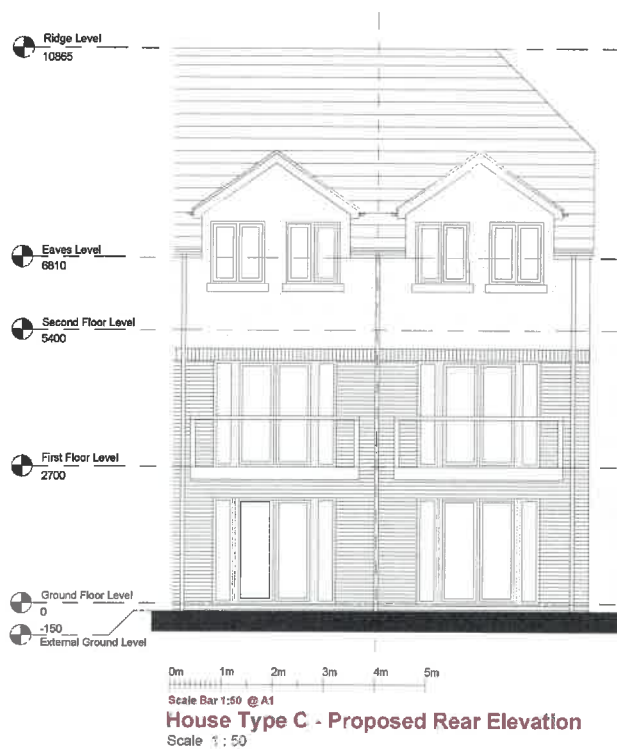 Ridge Level
10865
Eaves Level
6810
Second Floor Level
5400
First Floor Level
2700
Ground Floor Level
0
-150
External Ground Level
0m 1m 2m 3m 4m 5m
Scale Bar 1:50 @ A1
House Type C - Proposed Rear Elevation
Scale 1 : 50